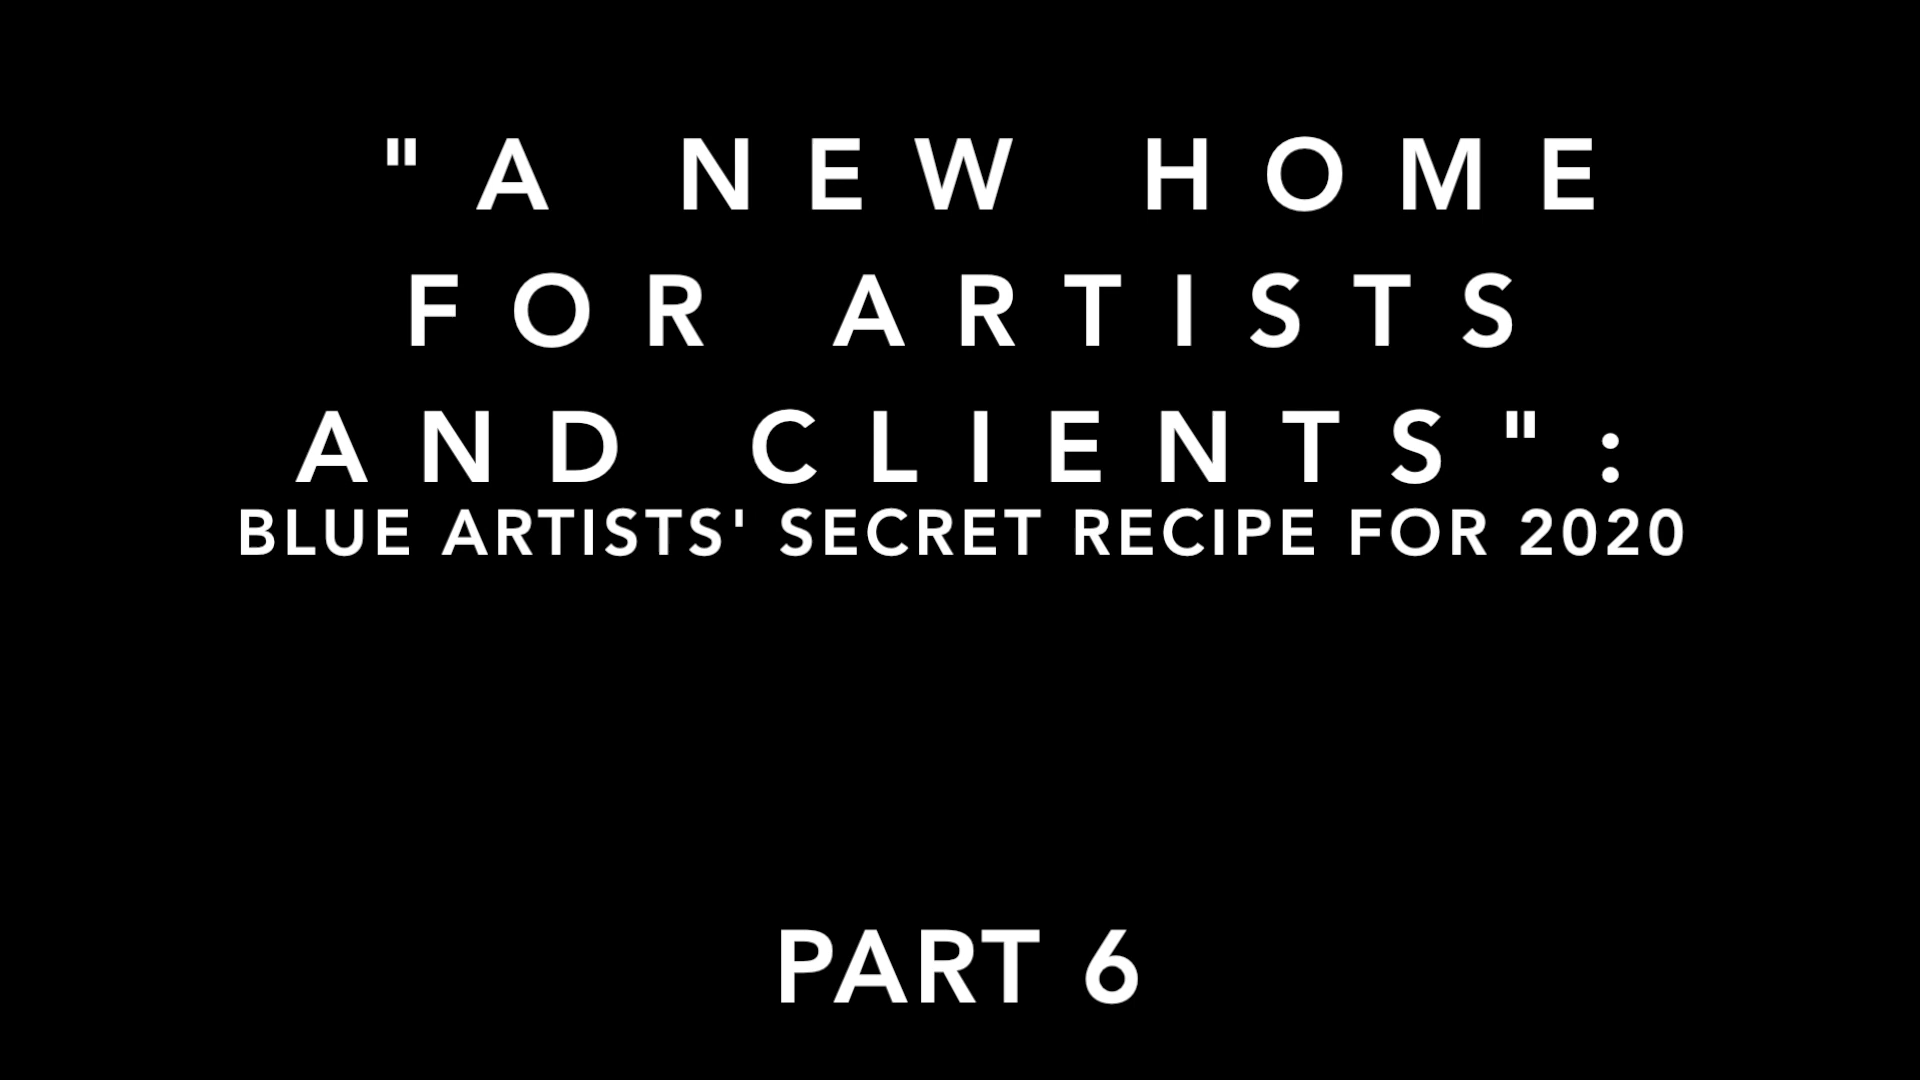 "A NEW HOME
FOR ARTISTS
AND CLIENTS":
BLUE ARTISTS' SECRET RECIPE FOR 2020
PART 6